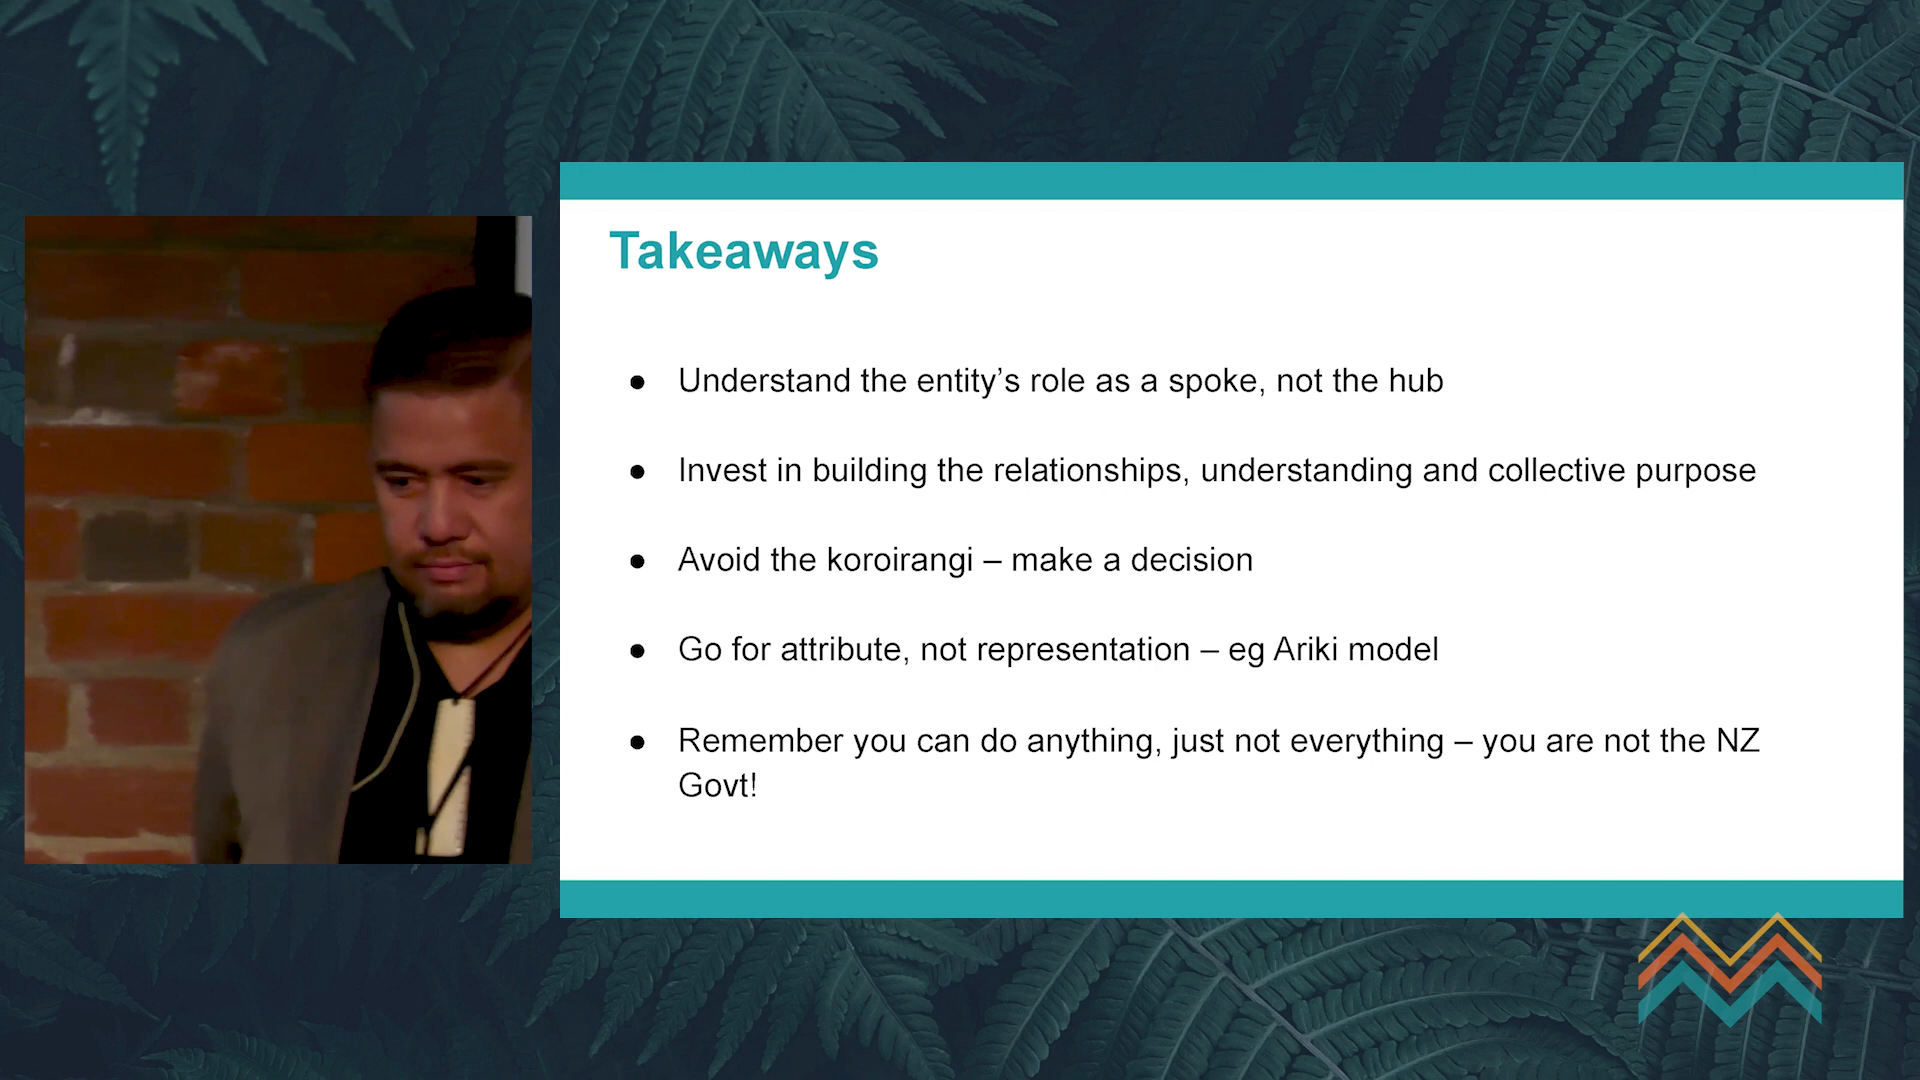 Takeaways
● Understand the entity’s role as a spoke, not the hub
● Invest in building the relationships, understanding and collective purpose
● Avoid the koroirangi – make a decision
● Go for attribute, not representation – eg Ariki model
● Remember you can do anything, just not everything – you are not the NZ
Govt!